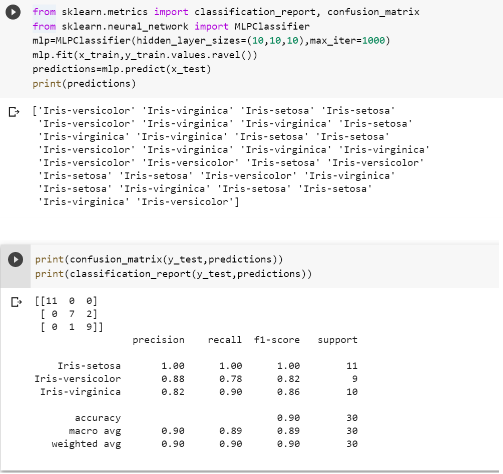 from sklearn.metrics import classification_report, confusion_matrix
from sklearn.neural_network import MLPClassifier
mlp=MLPClassifier(hidden_layer_sizes=(10,10,10),max_iter=1000)
mlp.fit(x_train,y_train.values.ravel())
predictions=mlp.predict(x_test)
print(predictions)
['Iris-versicolor' 'Iris-virginica' 'Iris-setosa' 'Iris-setosa'
'Iris-versicolor' 'Iris-virginica' 'Iris-virginica' 'Iris-setosa'
'Iris-virginica' 'Iris-virginica' 'Iris-setosa' 'Iris-setosa'
'Iris-versicolor' 'Iris-virginica' 'Iris-virginica' 'Iris-virginica'
'Iris-versicolor' 'Iris-versicolor' 'Iris-setosa' 'Iris-versicolor'
'Iris-setosa' 'Iris-setosa' 'Iris-versicolor' 'Iris-virginica'
'Iris-setosa' 'Iris-virginica' 'Iris-setosa' 'Iris-setosa'
'Iris-virginica' 'Iris-versicolor']
print(confusion_matrix(y_test,predictions))
print(classification_report(y_test,predictions))
[[11 0 0]
[ 0 7 2]
[ 0 1 9]]
precision recall f1-score support
Iris-setosa 1.00 1.00 1.00 11
Iris-versicolor 0.88 0.78 0.82 9
Iris-virginica 0.82 0.90 0.86 10
accuracy 0.90 30
macro avg 0.90 0.89 0.89 30
weighted avg 0.90 0.90 0.90 30